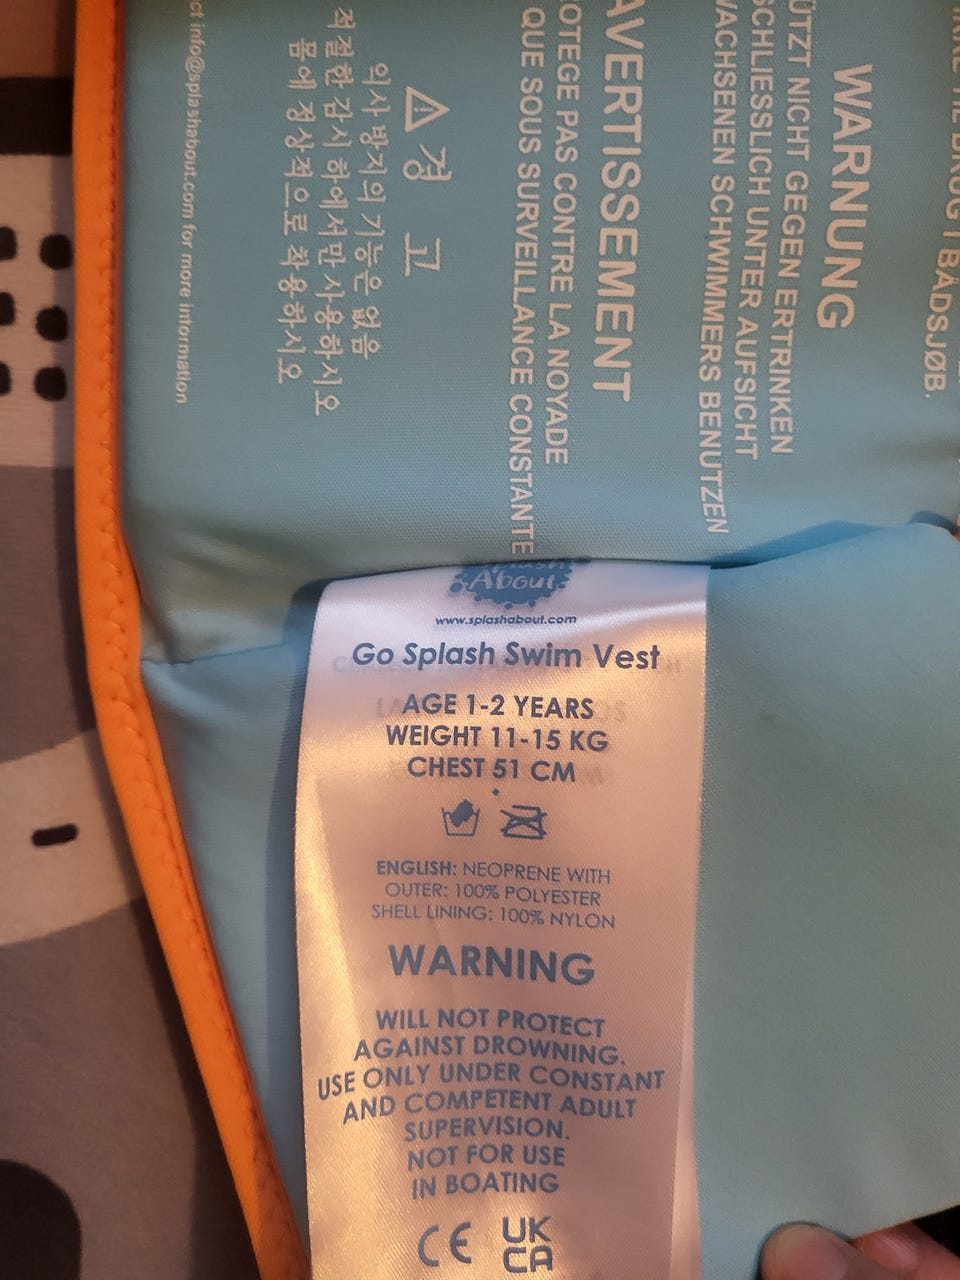 WARNUNG
ÜTZT NICHT GEGEN ERTRINKEN
SCHLIESSLICH UNTER AUFSICHT
WACHSENEN SCHWIMMERS BENUTZEN
AVERTISSEMENT
OTEGE PAS CONTRE LA NOYADE
QUE SOUS SURVEILLANCE CONSTANTE
⚠경 고
의사 방지의 기능은 없음
적절한 감시 하에서만 사용하시오
몸에 정상적으로 착용하시오
info@splashabout.com for more information
BÅDSJØB.
About
www.splashabout.com
Go Splash Swim Vest
AGE 1-2 YEARS
WEIGHT 11-15 KG
CHEST 51 CM
ENGLISH: NEOPRENE WITH
OUTER: 100% POLYESTER
SHELL LINING: 100% NYLON
WARNING
WILL NOT PROTECT
AGAINST DROWNING.
USE ONLY UNDER CONSTANT
AND COMPETENT ADULT
SUPERVISION.
NOT FOR USE
IN BOATING
CE UK
CA